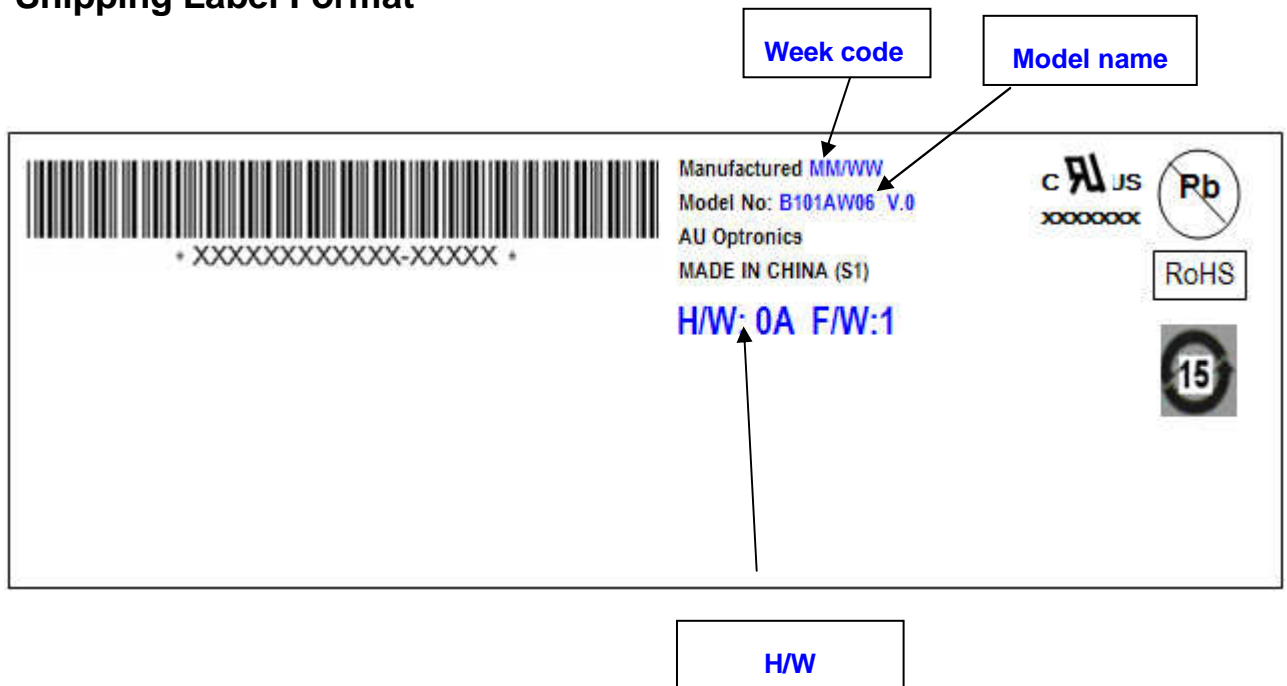 Shipping Label Format
Week code
Model name
Manufactured MM/WW
Model No: B101AW06 V.0
AU Optronics
MADE IN CHINA (S1)
H/W: 0A F/W:1
* XXXXXXXXXXXXX-XXXXX *
C US
XXXXXXX
Pb
RoHS
15
H/W